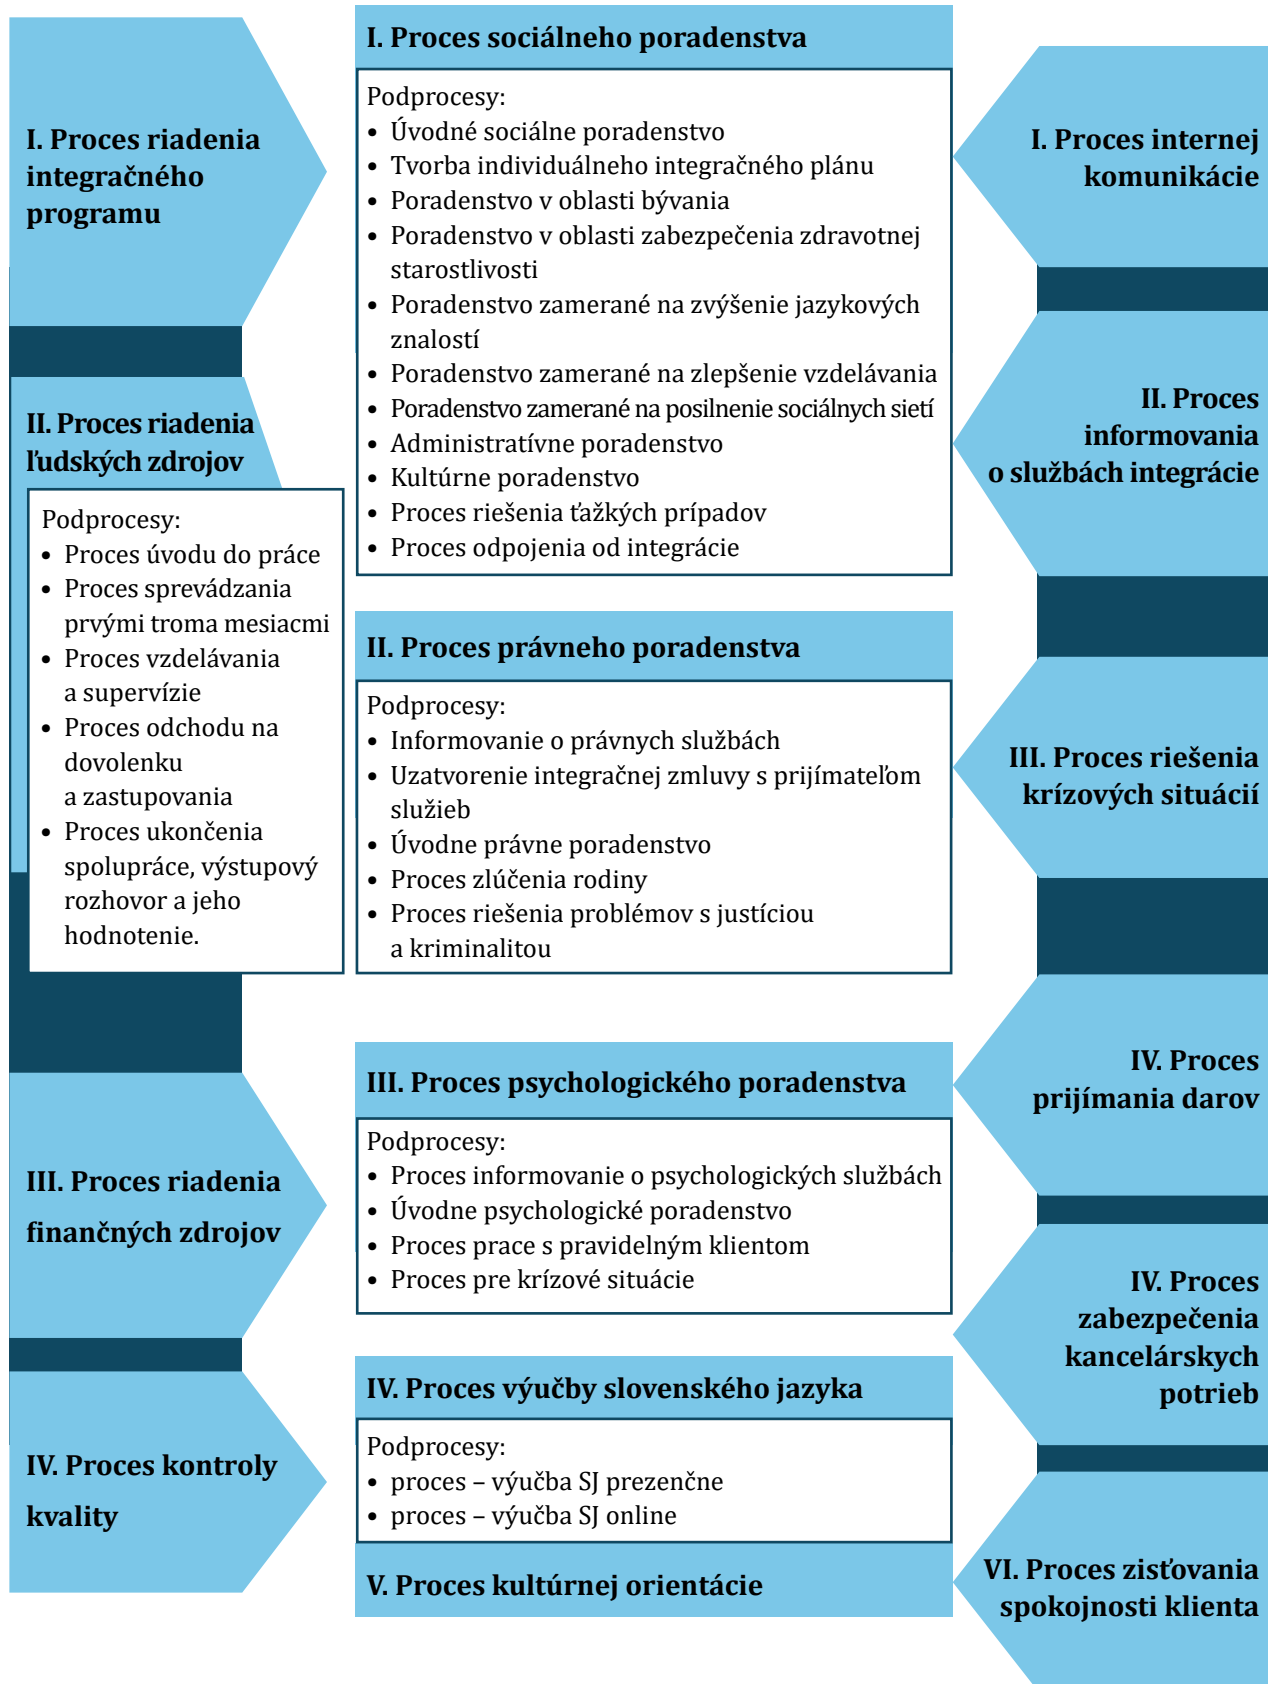 I. Proces riadenia
integračného
programu
II. Proces riadenia
ľudských zdrojov
Podprocesy:
• Proces úvodu do práce
• Proces sprevádzania
prvými troma mesiacmi
• Proces vzdelávania
a supervízie
• Proces odchodu na
dovolenku
a zastupovania
• Proces ukončenia
spolupráce, výstupový
rozhovor a jeho
hodnotenie.
III. Proces riadenia
finančných zdrojov
IV. Proces kontroly
kvality
I. Proces sociálneho poradenstva
Podprocesy:
• Úvodné sociálne poradenstvo
• Tvorba individuálneho integračného plánu
• Poradenstvo v oblasti bývania
• Poradenstvo v oblasti zabezpečenia zdravotnej
starostlivosti
• Poradenstvo zamerané na zvýšenie jazykových
znalostí
• Poradenstvo zamerané na zlepšenie vzdelávania
• Poradenstvo zamerané na posilnenie sociálnych sietí
• Administratívne poradenstvo
• Kultúrne poradenstvo
• Proces riešenia ťažkých prípadov
• Proces odpojenia od integrácie
II. Proces právneho poradenstva
Podprocesy:
• Informovanie o právnych službách
• Uzatvorenie integračnej zmluvy s prijímateľom
služieb
• Úvodne právne poradenstvo
• Proces zlúčenia rodiny
• Proces riešenia problémov s justíciou
a kriminalitou
III. Proces psychologického poradenstva
Podprocesy:
• Proces informovanie o psychologických službách
• Úvodne psychologické poradenstvo
• Proces prace s pravidelným klientom
• Proces pre krízové situácie
IV. Proces výučby slovenského jazyka
Podprocesy:
• proces – výučba SJ prezenčne
• proces – výučba SJ online
V. Proces kultúrnej orientácie
I. Proces internej
komunikácie
II. Proces
informovania
o službách integrácie
III. Proces riešenia
krízových situácií
IV. Proces
prijímania darov
IV. Proces
zabezpečenia
kancelárskych
potrieb
VI. Proces zisťovania
spokojnosti klienta